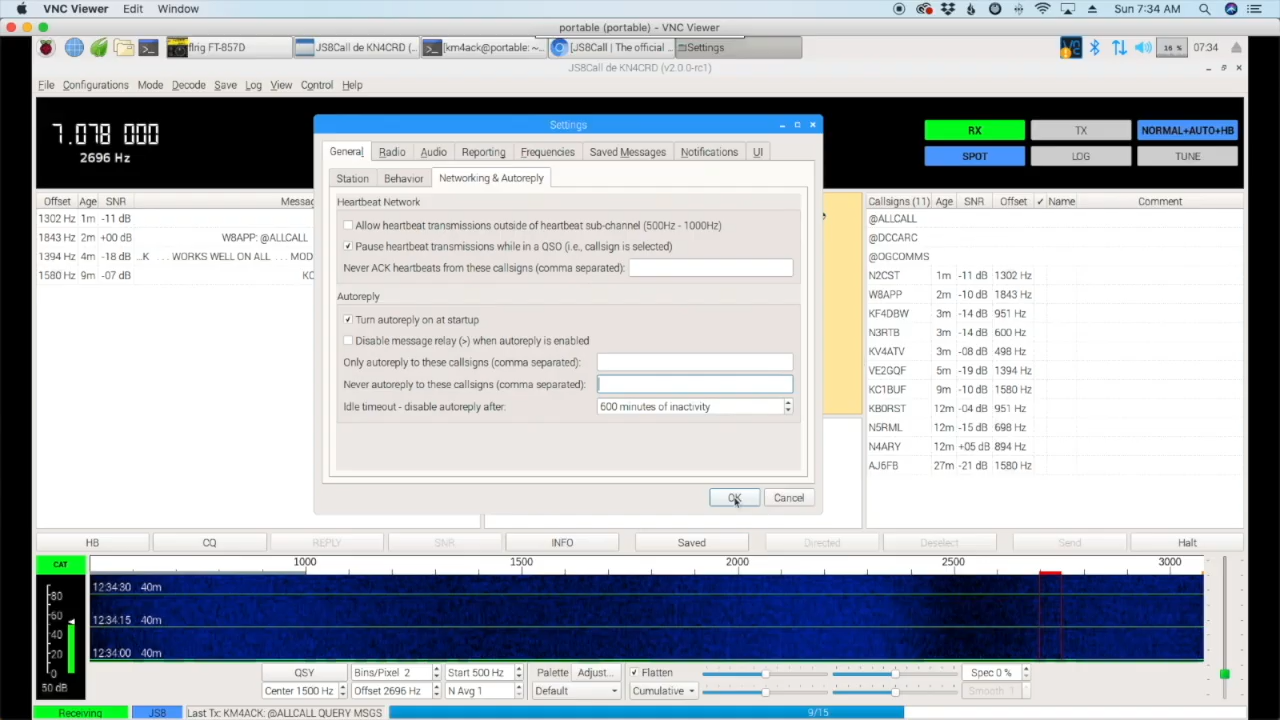 VNC Viewer Edit Window Sun 7:34 AM
portable (portable) - VNC Viewer
flrig FT-857D JS8Call de KN4CRD (... [km4ack@portable: ~... [JS8Call | The official ... Settings 16 % 07:34
JS8Call de KN4CRD (v2.0.0-rc1)
File Configurations Mode Decode Save Log View Control Help
7.078 000
2696 Hz
RX TX NORMAL+AUTO+HB
SPOT LOG TUNE
Settings
General Radio Audio Reporting Frequencies Saved Messages Notifications UI
Station Behavior Networking & Autoreply
Heartbeat Network
Allow heartbeat transmissions outside of heartbeat sub-channel (500Hz - 1000Hz)
Pause heartbeat transmissions while in a QSO (i.e., callsign is selected)
Never ACK heartbeats from these callsigns (comma separated):
Autoreply
Turn autoreply on at startup
Disable message relay (>) when autoreply is enabled
Only autoreply to these callsigns (comma separated):
Never autoreply to these callsigns (comma separated):
Idle timeout - disable autoreply after: 600 minutes of inactivity
OK Cancel
Offset Age SNR Messag
1302 Hz 1m -11 dB
1843 Hz 2m +00 dB W8APP: @ALLCALL
1394 Hz 4m -18 dB ...K ... WORKS WELL ON ALL ... MOD
1580 Hz 9m -07 dB KC
Callsigns (11) Age SNR Offset ✓ Name Comment
@ALLCALL
@DCCARC
@OGCOMMS
N2CST 1m -11 dB 1302 Hz
W8APP 2m -10 dB 1843 Hz
KF4DBW 3m -14 dB 951 Hz
N3RTB 3m -14 dB 600 Hz
KV4ATV 3m -08 dB 498 Hz
VE2GQF 5m -19 dB 1394 Hz
KC1BUF 9m -10 dB 1580 Hz
KB0RST 12m -04 dB 951 Hz
N5RML 12m -15 dB 698 Hz
N4ARY 12m +05 dB 894 Hz
AJ6FB 27m -21 dB 1580 Hz
HB CQ REPLY SNR INFO Saved Directed Deselect Send Halt
CAT 1000 1500 2000 2500 3000
12:34:30 40m
12:34:15 40m
12:34:00 40m
80
60
40
20
0
50 dB
QSY Bins/Pixel 2 Start 500 Hz Palette Adjust... Flatten Spec 0 %
Center 1500 Hz Offset 2696 Hz N Avg 1 Default Cumulative Smooth 1
Receiving JS8 Last Tx: KM4ACK: @ALLCALL QUERY MSGS 9/15